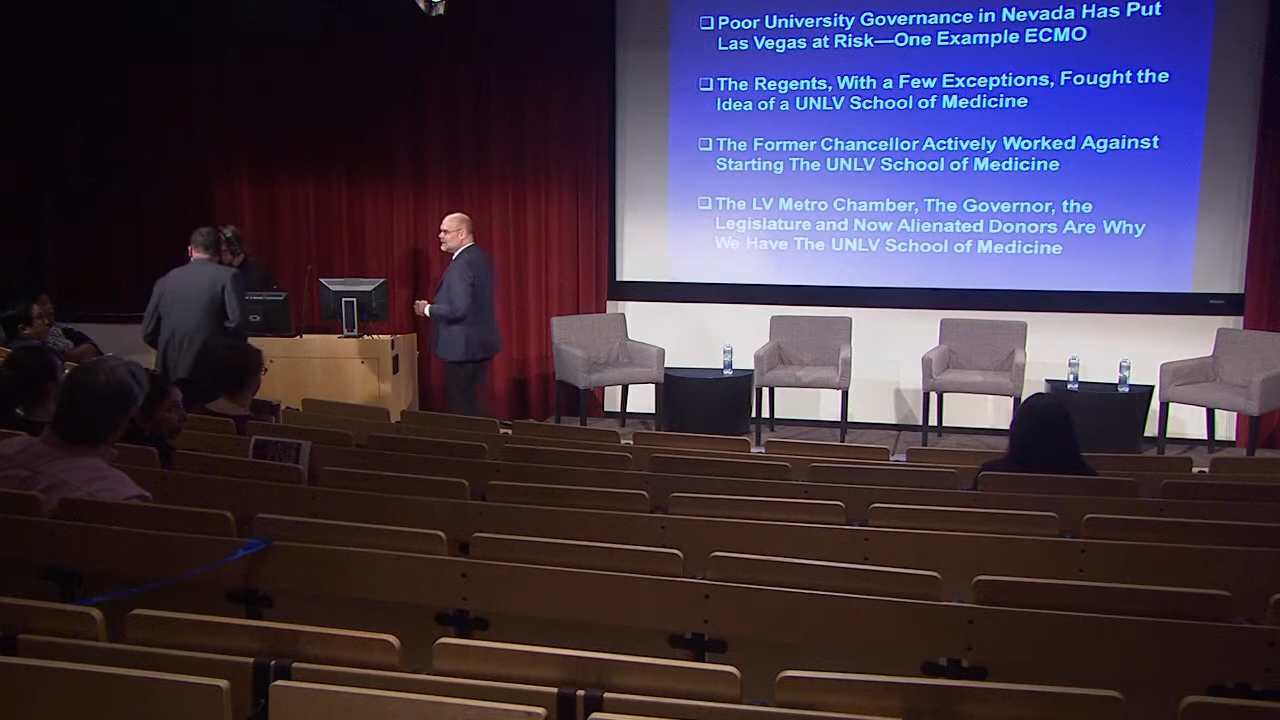 ❑ Poor University Governance in Nevada Has Put
Las Vegas at Risk—One Example ECMO
❑ The Regents, With a Few Exceptions, Fought the
Idea of a UNLV School of Medicine
❑ The Former Chancellor Actively Worked Against
Starting The UNLV School of Medicine
❑ The LV Metro Chamber, The Governor, the
Legislature and Now Alienated Donors Are Why
We Have The UNLV School of Medicine